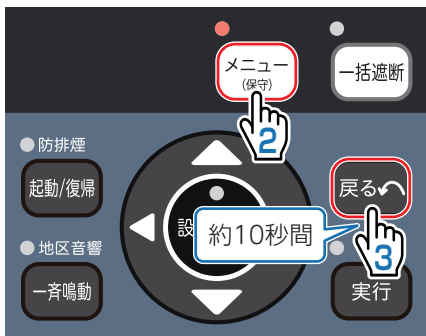 メニュー
(保守)
一括遮断
2
防排煙
起動/復帰
戻る
設
約10秒間
3
地区音響
一斉鳴動
実行